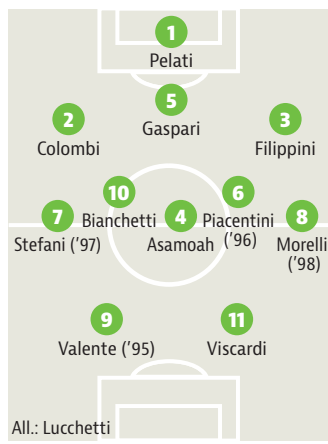 1
Pelati
5
Gaspari
2
Colombi
3
Filippini
10
Bianchetti
6
Piacentini
('96)
7
Stefani ('97)
4
Asamoah
8
Morelli
('98)
9
Valente ('95)
11
Viscardi
All.: Lucchetti